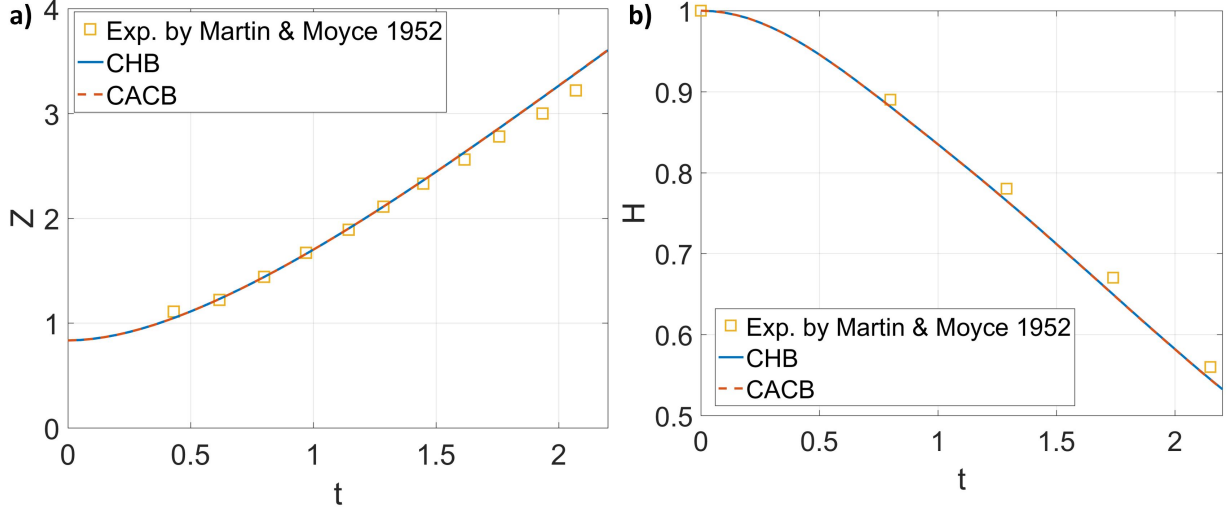 a)
4
3
2
1
0
Z
Exp. by Martin & Moyce 1952
CHB
CACB
0 0.5 1 1.5 2
t
b)
1
0.9
0.8
0.7
0.6
0.5
H
Exp. by Martin & Moyce 1952
CHB
CACB
0 0.5 1 1.5 2
t